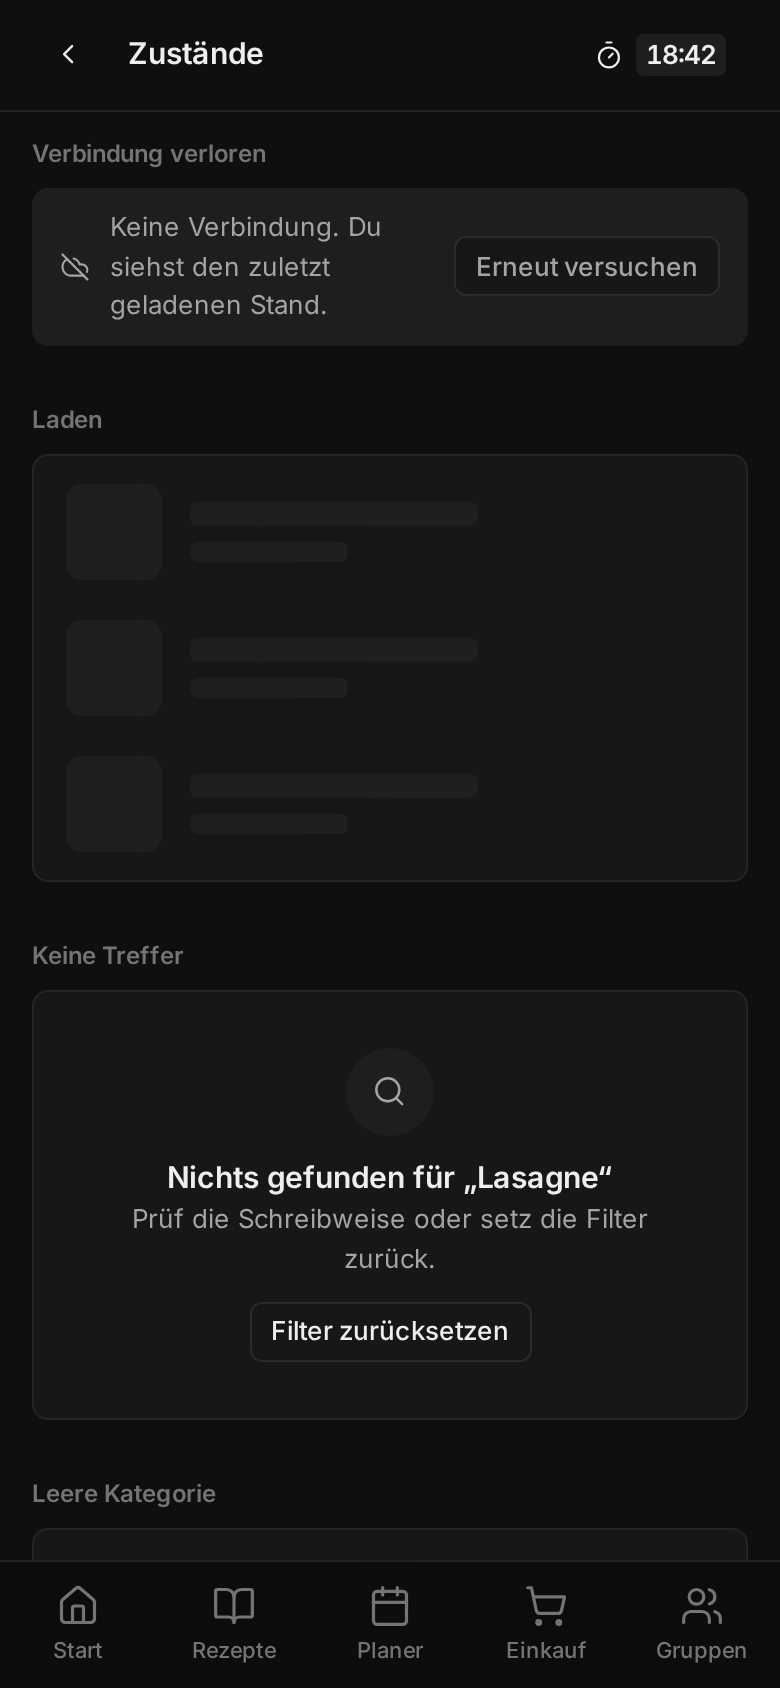 Zustände
18:42
Verbindung verloren
Keine Verbindung. Du
siehst den zuletzt
geladenen Stand.
Erneut versuchen
Laden
Keine Treffer
Nichts gefunden für „Lasagne“
Prüf die Schreibweise oder setz die Filter
zurück.
Filter zurücksetzen
Leere Kategorie
Start
Rezepte
Planer
Einkauf
Gruppen